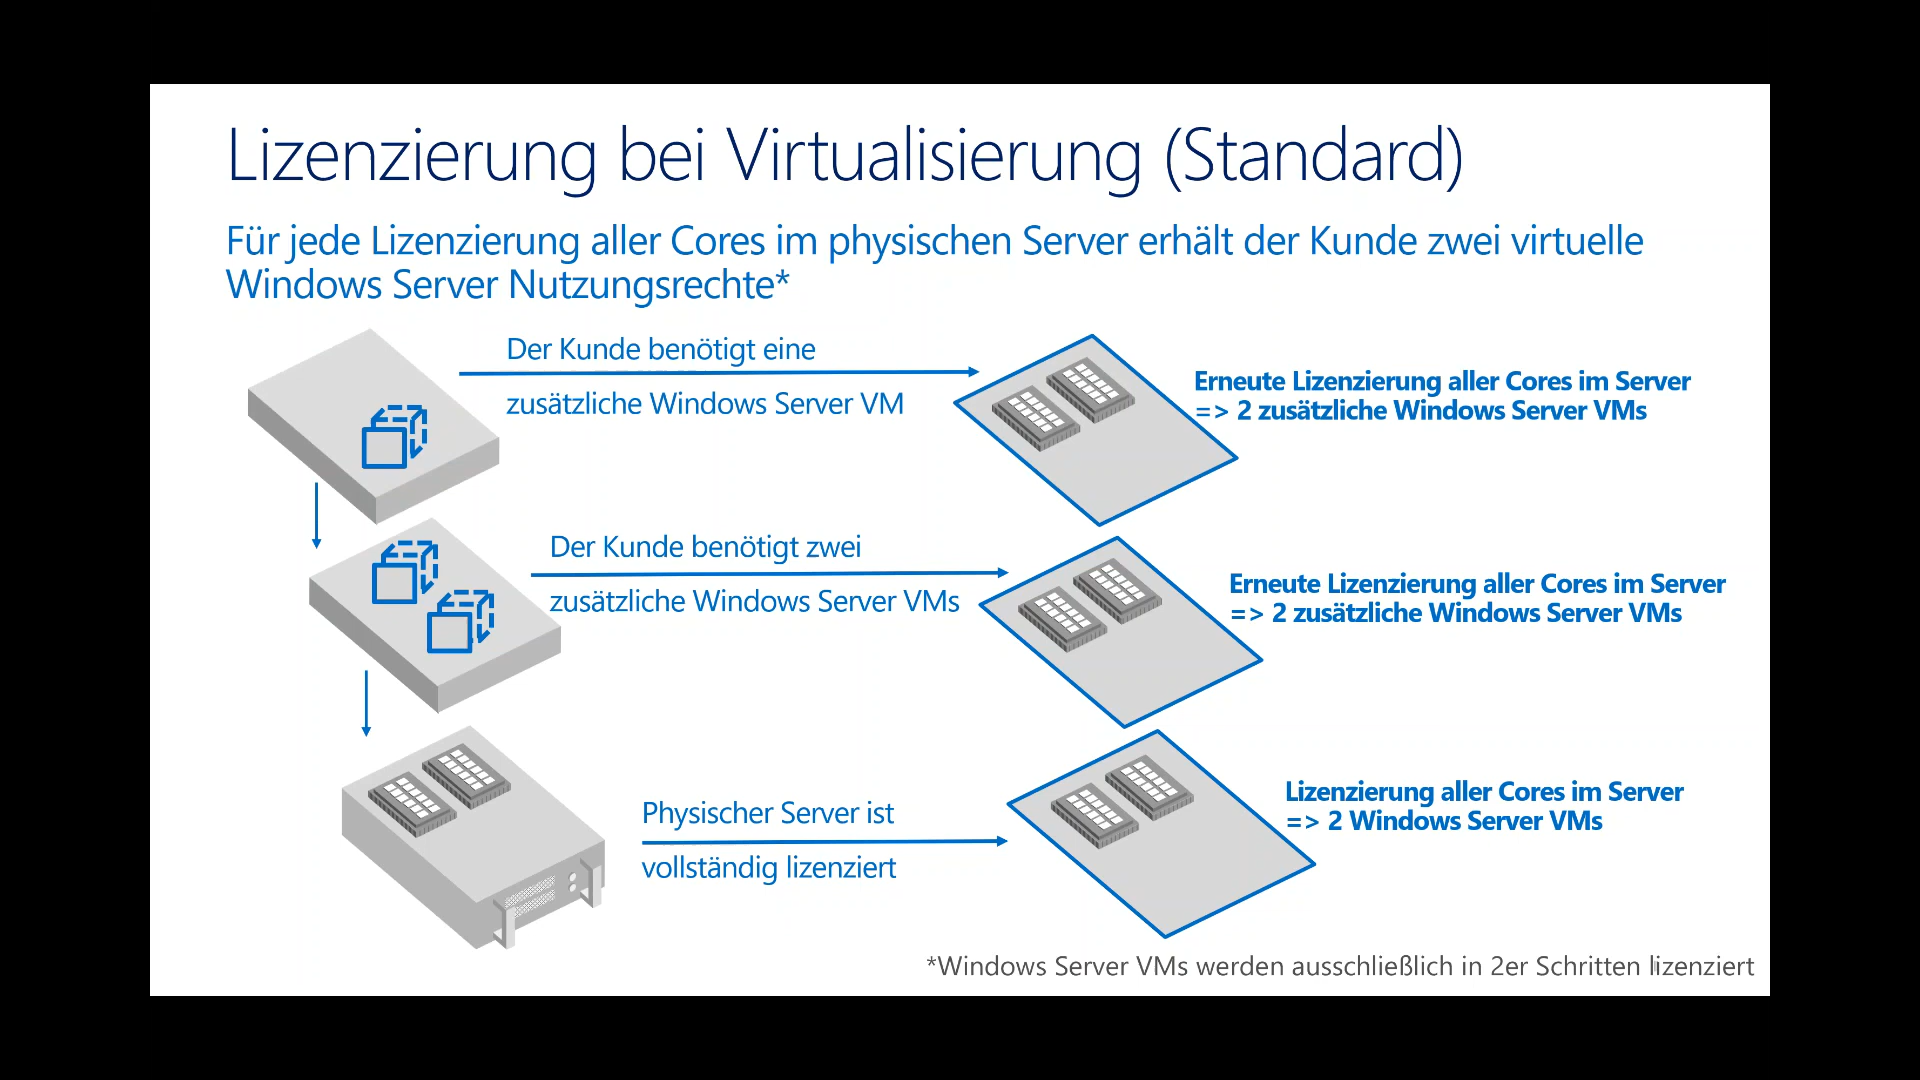 Lizenzierung bei Virtualisierung (Standard)
Für jede Lizenzierung aller Cores im physischen Server erhält der Kunde zwei virtuelle
Windows Server Nutzungsrechte*
Der Kunde benötigt eine
zusätzliche Windows Server VM
Erneute Lizenzierung aller Cores im Server
=> 2 zusätzliche Windows Server VMs
Der Kunde benötigt zwei
zusätzliche Windows Server VMs
Erneute Lizenzierung aller Cores im Server
=> 2 zusätzliche Windows Server VMs
Physischer Server ist
vollständig lizenziert
Lizenzierung aller Cores im Server
=> 2 Windows Server VMs
*Windows Server VMs werden ausschließlich in 2er Schritten lizenziert